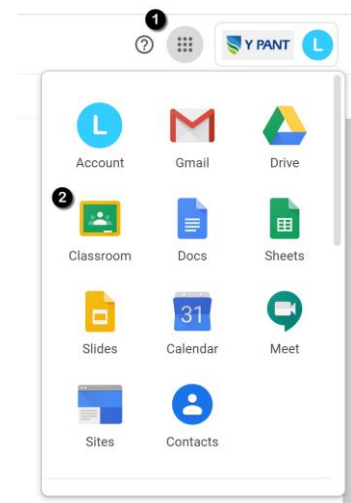 1
? Y PANT L
L
Account Gmail Drive
2
Classroom Docs Sheets
31
Slides Calendar Meet
Sites Contacts